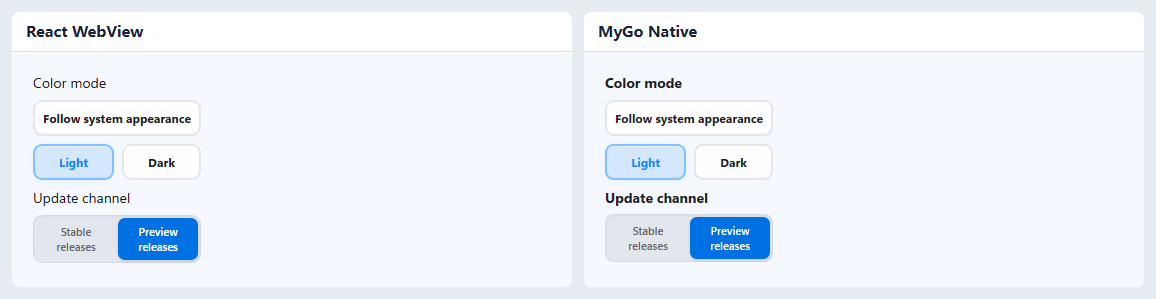 React WebView
Color mode
Follow system appearance
Light
Dark
Update channel
Stable
releases
Preview
releases
MyGo Native
Color mode
Follow system appearance
Light
Dark
Update channel
Stable
releases
Preview
releases